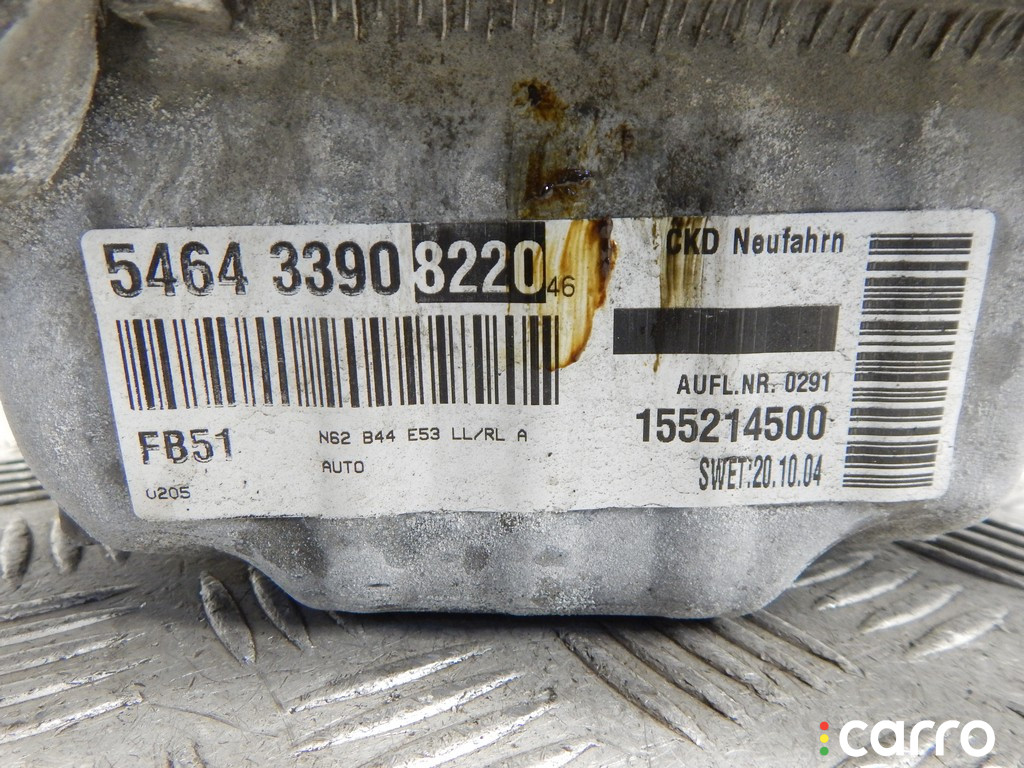 5464 3390 8220 46
CKD Neufahrn
AUFL.NR. 0291
155214500
SWET:20.10.04
FB51
N62 B44 E53 LL/RL A
AUTO
0205
carro